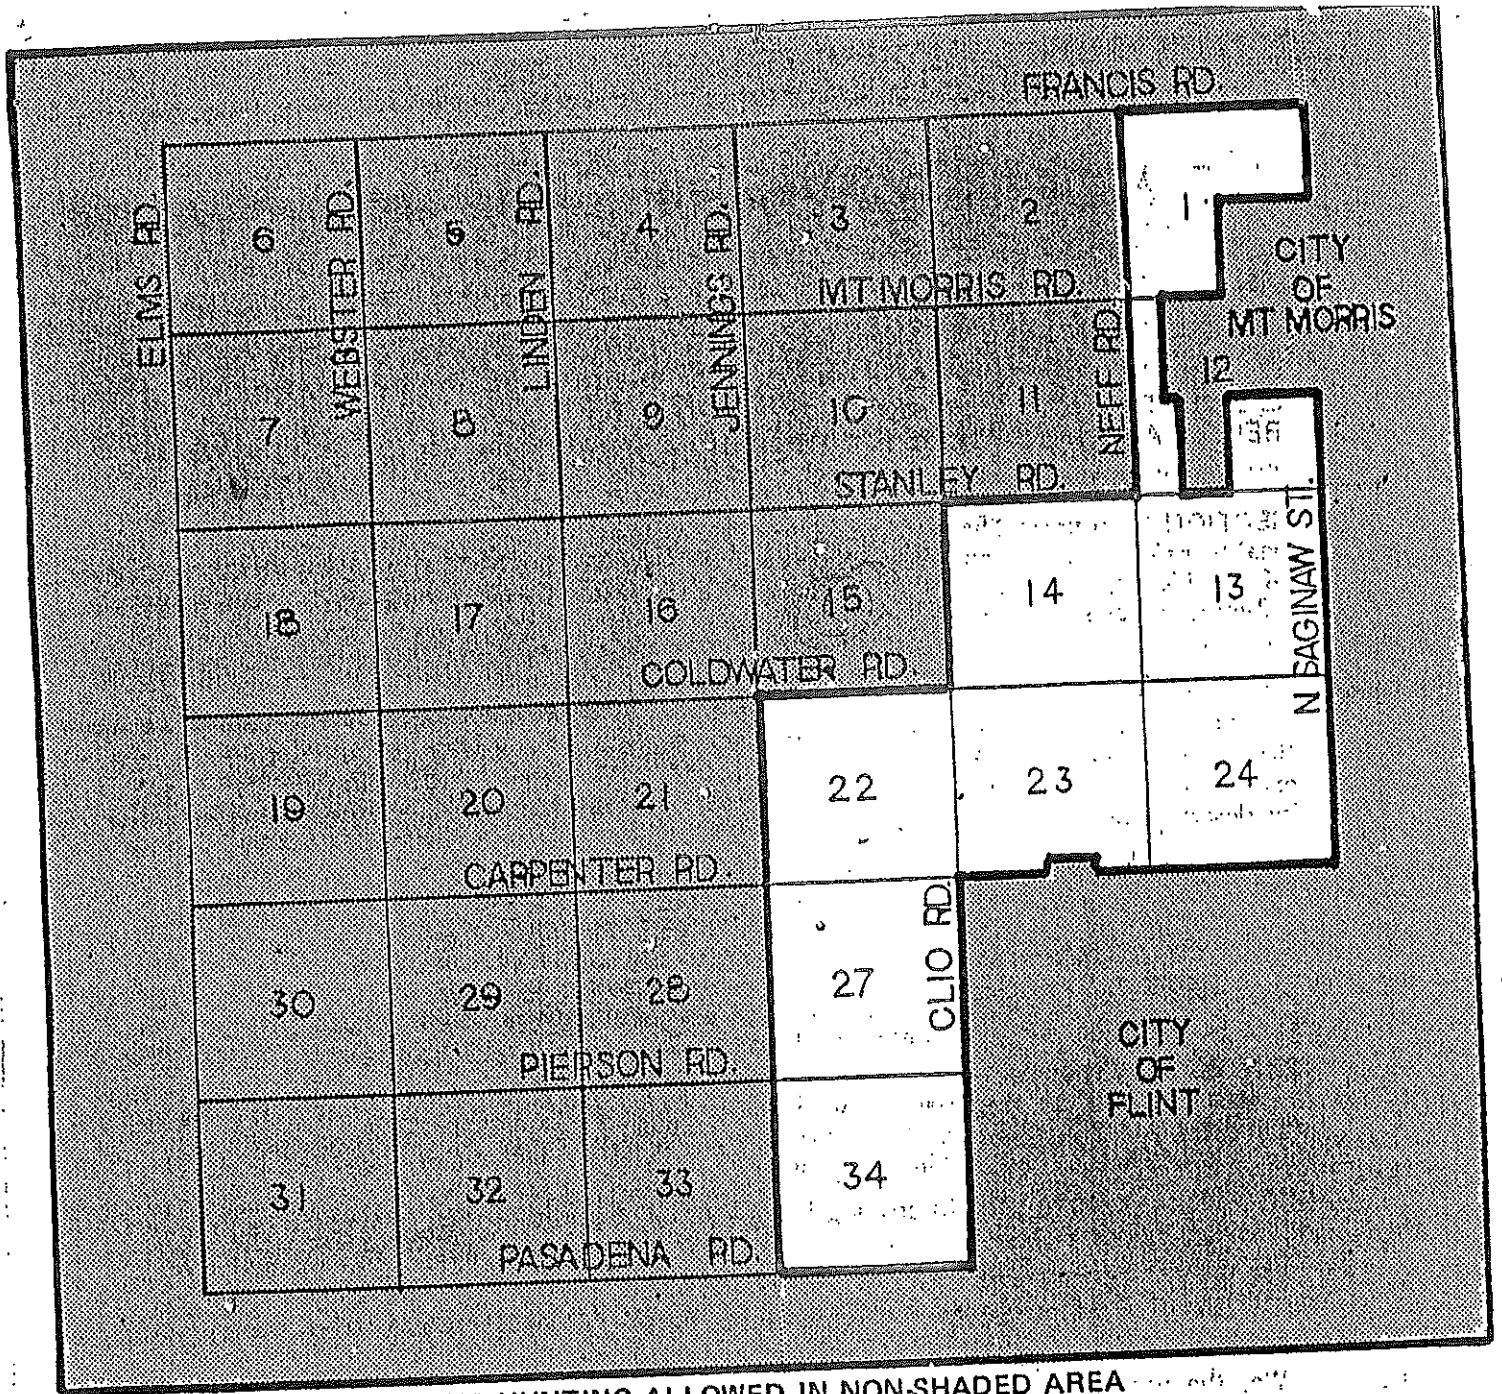 FRANCIS RD.
ELMS RD.
WEBSTER RD.
LINDEN RD.
JENNINGS RD.
6
5
4
3
2
1
CITY
OF
MT MORRIS
MT MORRIS RD.
NEFF RD.
7
8
9
10
11
12
STANLEY RD.
18
17
16
15
14
13
N SAGINAW ST.
COLDWATER RD.
19
20
21
22
23
24
CARPENTER RD.
CLIO RD.
30
29
28
27
CITY
OF
FLINT
PIERSON RD.
31
32
33
34
PASADENA RD.
HUNTING ALLOWED IN NON-SHADED AREA